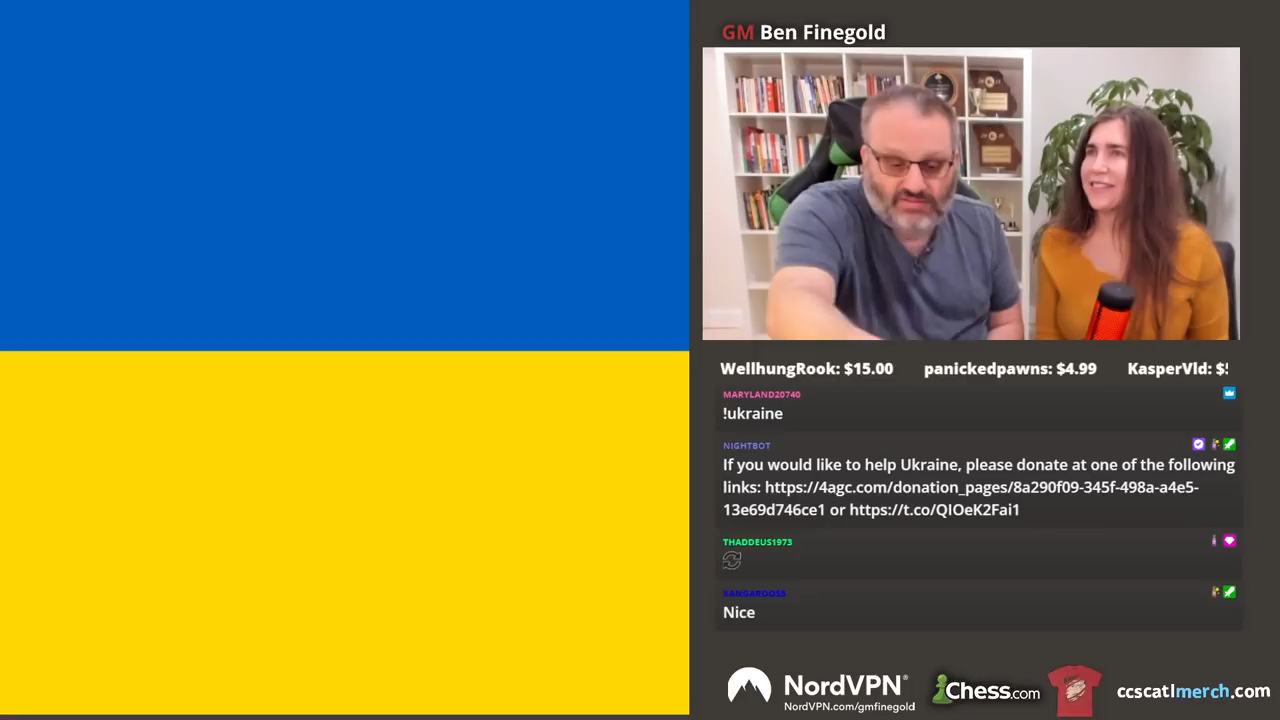 GM Ben Finegold
WellhungRook: $15.00 panickedpawns: $4.99 KasperVld: $
MARYLAND20740
!ukraine
NIGHTBOT
If you would like to help Ukraine, please donate at one of the following
links: https://4agc.com/donation_pages/8a290f09-345f-498a-a4e5-
13e69d746ce1 or https://t.co/QIOeK2Fai1
THADDEUS1973
Nice
NordVPN®
NordVPN.com/gmfinegold
Chess.com
ccscatlmerch.com